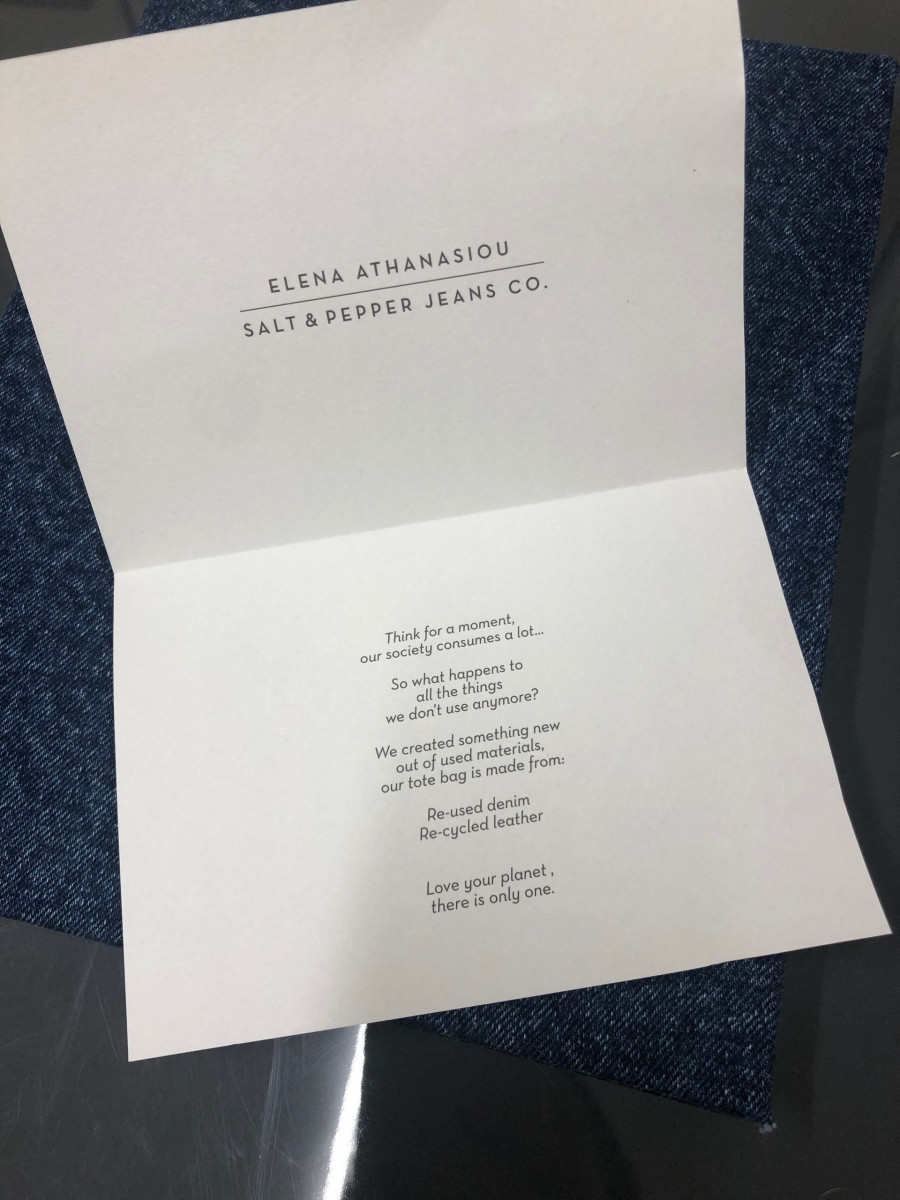 ELENA ATHANASIOU
SALT & PEPPER JEANS CO.
Think for a moment,
our society consumes a lot...
So what happens to
all the things
we don't use anymore?
We created something new
out of used materials,
our tote bag is made from:
Re-used denim
Re-cycled leather
Love your planet ,
there is only one.